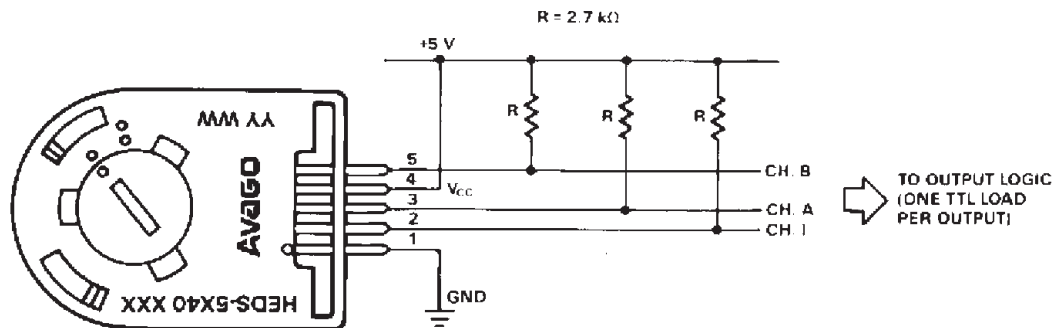 R = 2.7 kΩ
+5 V
R
R
R
YY WW
AVAGO
HEDS-5X40 XXX
5
4
3
2
1
VCC
GND
CH. B
CH. A
CH. I
TO OUTPUT LOGIC
(ONE TTL LOAD
PER OUTPUT)